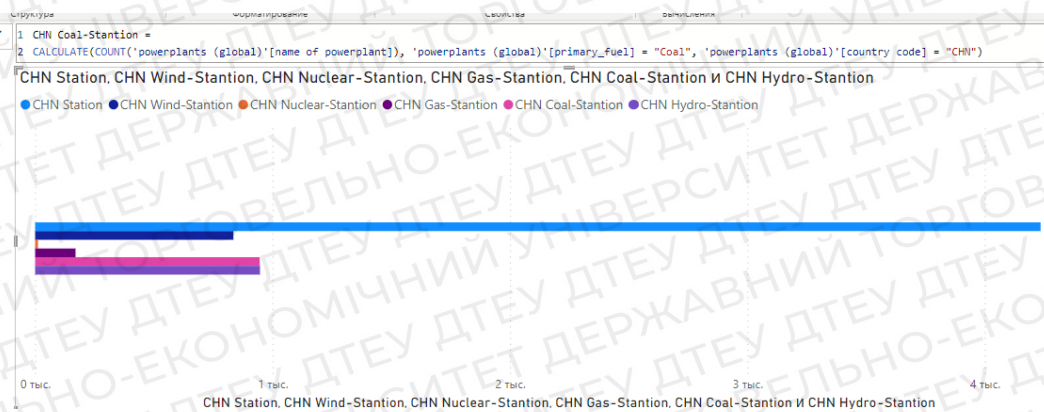 Структура Форматирование Свойства Вычисления
1 CHN Coal-Stantion =
2 CALCULATE(COUNT('powerplants (global)'[name of powerplant]), 'powerplants (global)'[primary_fuel] = "Coal", 'powerplants (global)'[country code] = "CHN")
CHN Station, CHN Wind-Stantion, CHN Nuclear-Stantion, CHN Gas-Stantion, CHN Coal-Stantion и CHN Hydro-Stantion
CHN Station CHN Wind-Stantion CHN Nuclear-Stantion CHN Gas-Stantion CHN Coal-Stantion CHN Hydro-Stantion
0 тыс. 1 тыс. 2 тыс. 3 тыс. 4 тыс.
CHN Station, CHN Wind-Stantion, CHN Nuclear-Stantion, CHN Gas-Stantion, CHN Coal-Stantion и CHN Hydro-Stantion